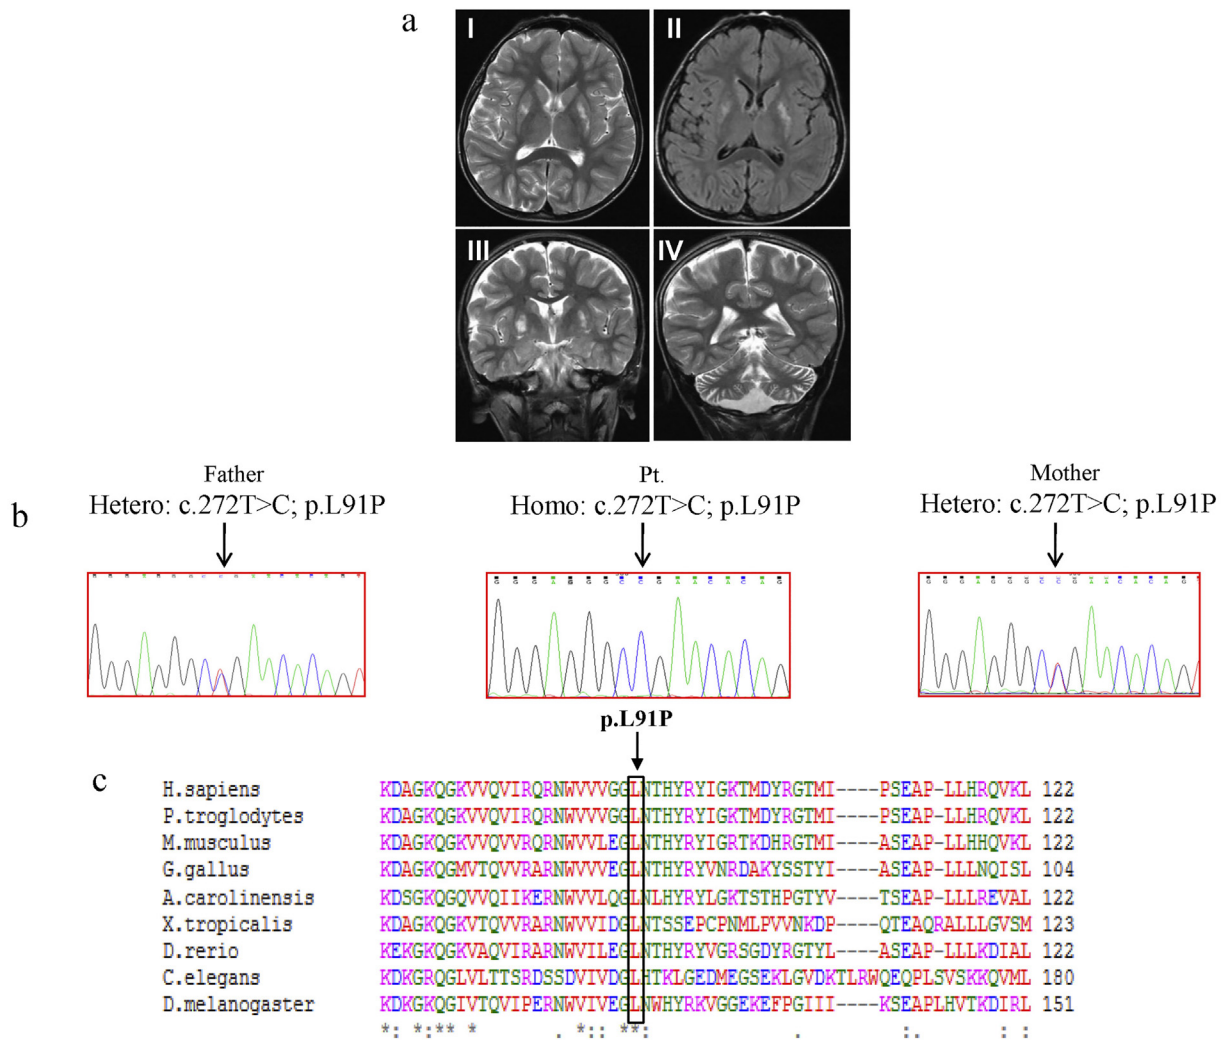 a
I
II
III
IV
b
Father
Hetero: c.272T>C; p.L91P
Pt.
Homo: c.272T>C; p.L91P
Mother
Hetero: c.272T>C; p.L91P
p.L91P
c
H.sapiens KDAGKQGKVVQVIRQRNWVVVGGLNTHYRYIGKTMDYRGTMI----PSEAP-LLHRQVKL 122
P.troglodytes KDAGKQGKVVQVIRQRNWVVVGGLNTHYRYIGKTMDYRGTMI----PSEAP-LLHRQVKL 122
M.musculus KDAGKQGKVVQVVRQRNWVVLEGLNTHYRYIGRTKDHRGTMI----ASEAP-LLHHQVKL 122
G.gallus KDAGKQGMVTQVVRARNWVVVEGLNTHYRYVNRDAKYSSTYI----ASEAP-LLLNQISL 104
A.carolinensis KDSGKQGQVVQIIKERNWVVLQGLNLHYRYLGKTSTHPGTYV----TSEAP-LLLREVAL 122
X.tropicalis KDAGKQGKVTQVVRARNWVVIDGLNTSSEPCPNMLPVVNKDP----QTEAQRALLLGVSM 123
D.rerio KEKGKQGKVAQVIRARNWVILEGLNTHYRYVGRSGDYRGTYL----ASEAP-LLLKDIAL 122
C.elegans KDKGRQGLVLTTSRDSSDVIVDGLHTKLGEDMEGSEKLGVDKTLRWQEQPLSVSKKQVML 180
D.melanogaster KDKGKQGIVTQVIPERNWVIVEGLNWHYRKVGGEKEFPGIII----KSEAPLHVTKDIRL 151
*: *:** * . *:: **: . :. : :